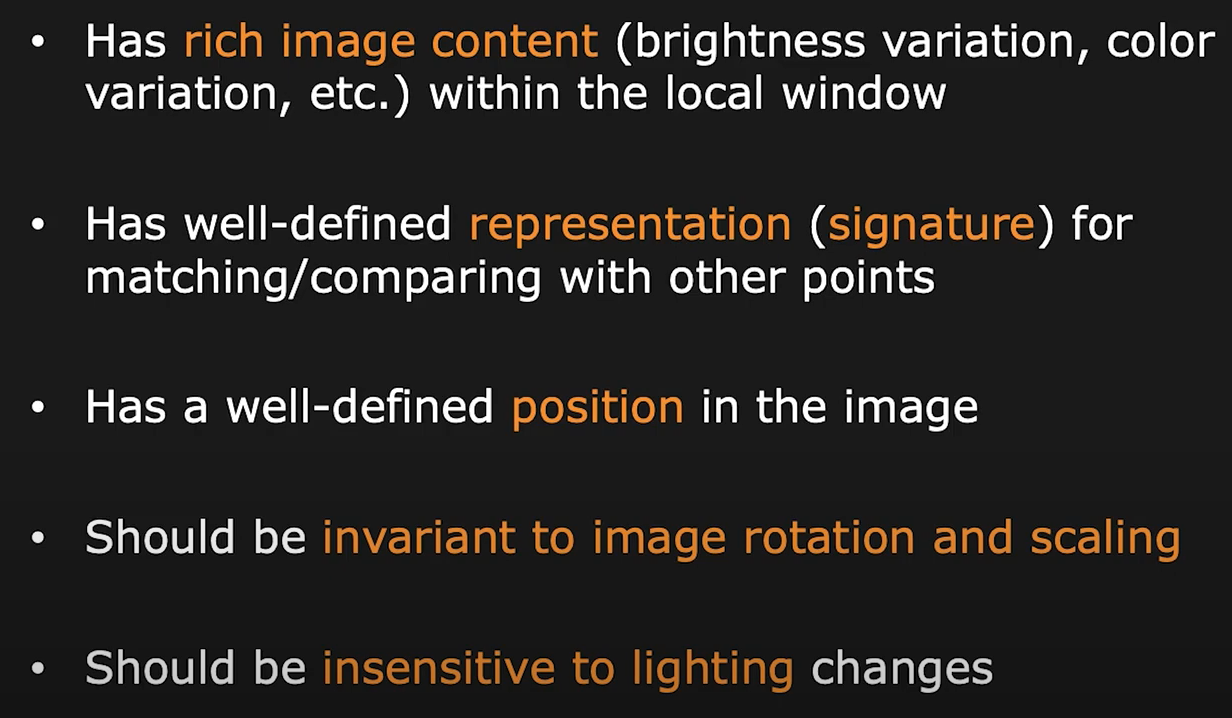 • Has rich image content (brightness variation, color
variation, etc.) within the local window
• Has well-defined representation (signature) for
matching/comparing with other points
• Has a well-defined position in the image
• Should be invariant to image rotation and scaling
• Should be insensitive to lighting changes